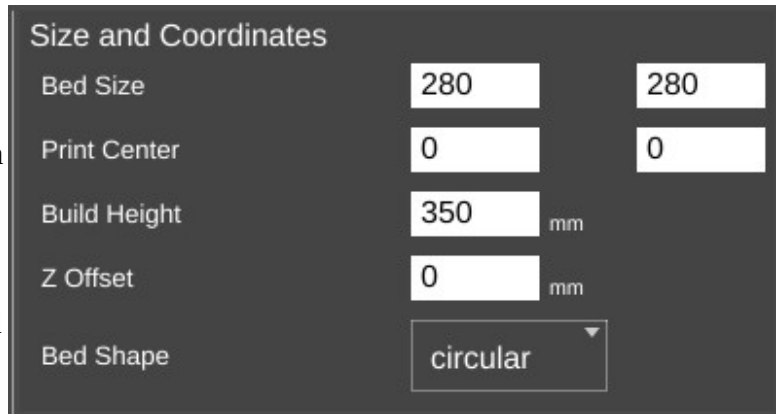 Size and Coordinates
Bed Size 280 280
Print Center 0 0
Build Height 350 mm
Z Offset 0 mm
Bed Shape circular